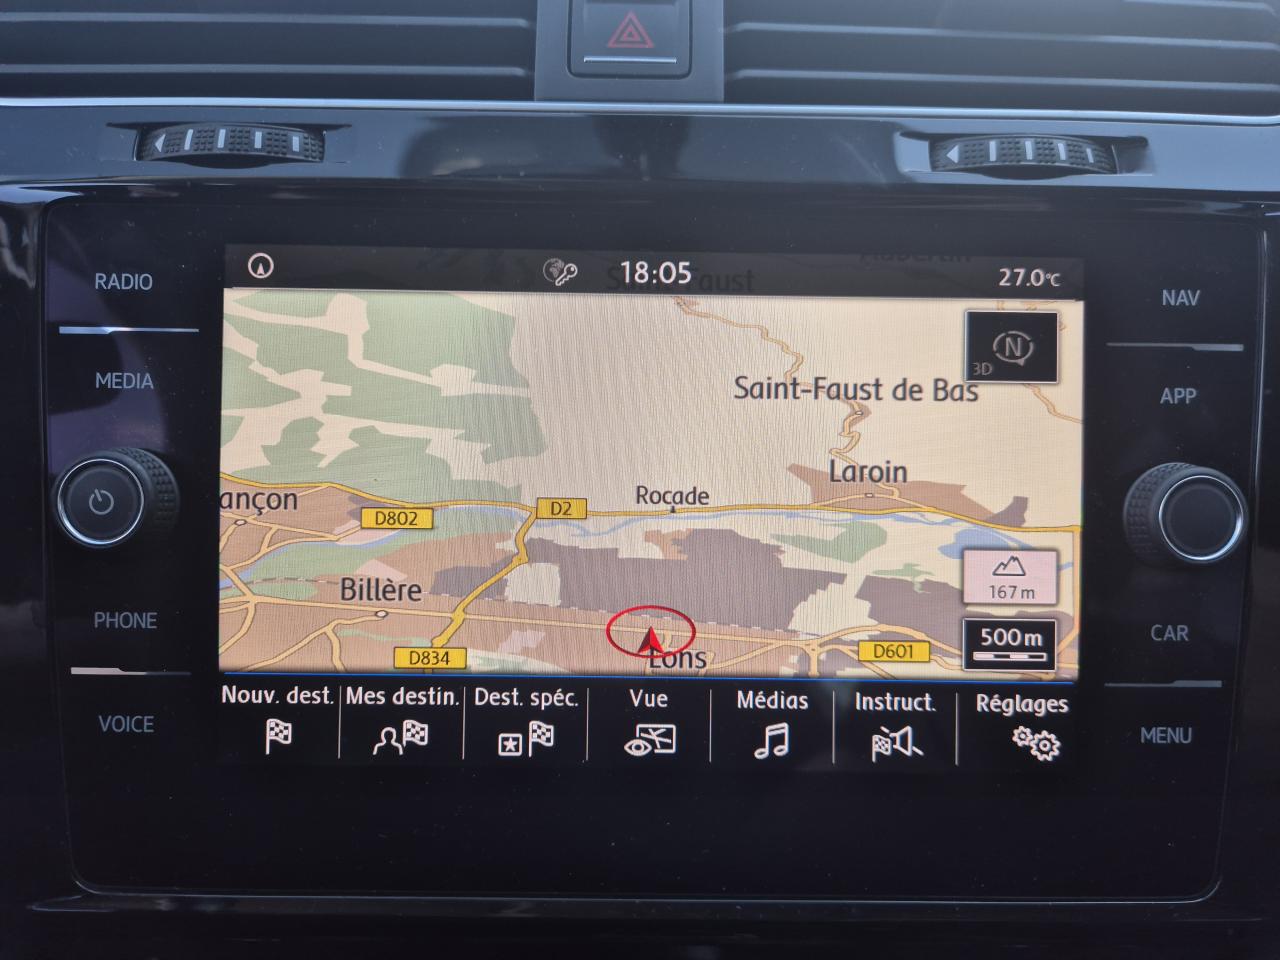 18:05
27.0°C
RADIO
MEDIA
PHONE
VOICE
NAV
APP
CAR
MENU
N
3D
Saint-Faust de Bas
Laroin
ançon
D802
D2
Rocade
Billère
167 m
500 m
D834
Lons
D601
Nouv. dest.
Mes destin.
Dest. spéc.
Vue
Médias
Instruct.
Réglages